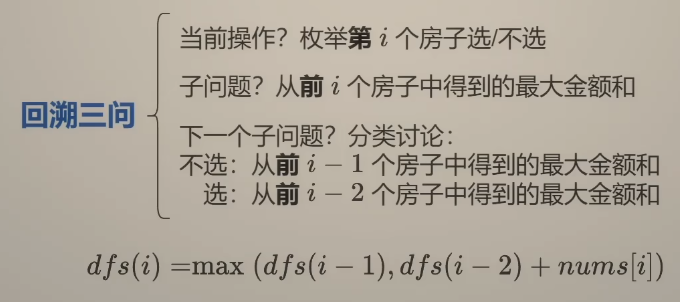 回溯三问
当前操作？枚举第 i 个房子选/不选
子问题？从前 i 个房子中得到的最大金额和
下一个子问题？分类讨论：
不选：从前 i − 1 个房子中得到的最大金额和
选：从前 i − 2 个房子中得到的最大金额和
dfs(i) =max (dfs(i − 1), dfs(i − 2) + nums[i])